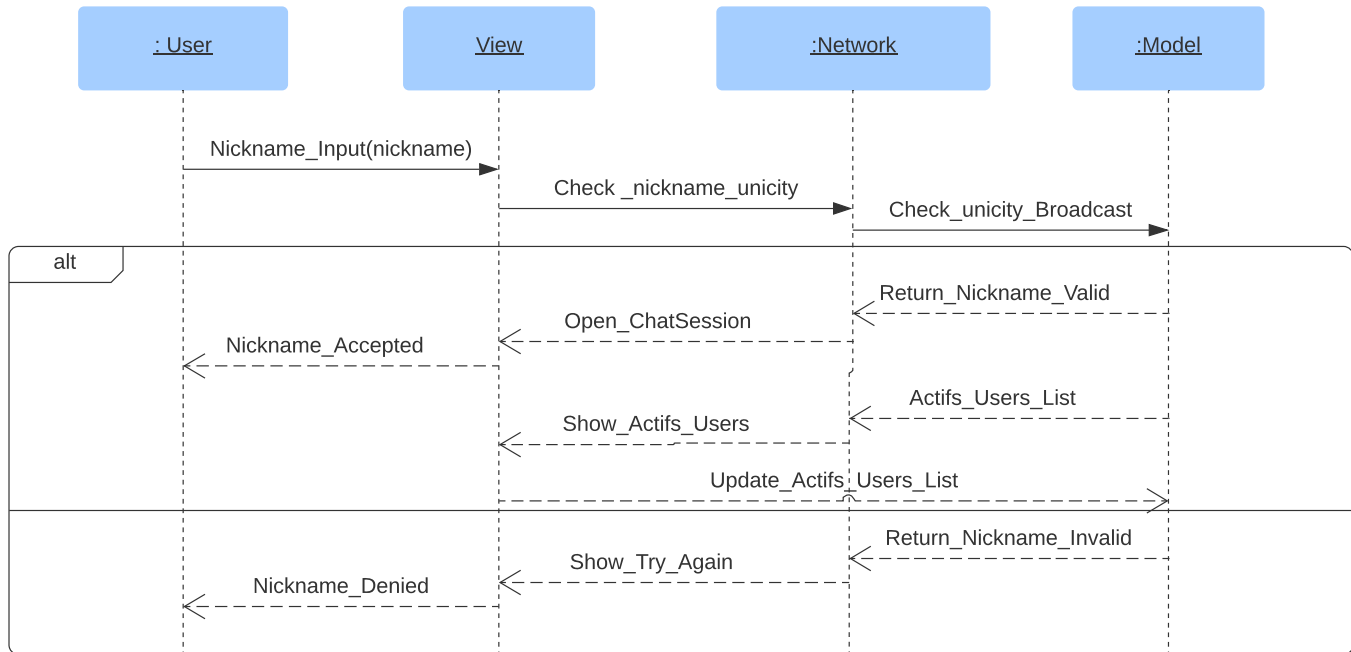 : User
View
:Network
:Model
Nickname_Input(nickname)
Check _nickname_unicity
Check_unicity_Broadcast
alt
Return_Nickname_Valid
Open_ChatSession
Nickname_Accepted
Actifs_Users_List
Show_Actifs_Users
Update_Actifs_Users_List
Return_Nickname_Invalid
Show_Try_Again
Nickname_Denied